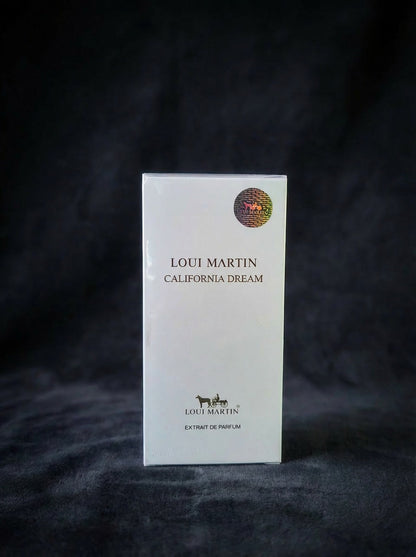 LOUI MARTIN
CALIFORNIA DREAM
LOUI MARTIN®
EXTRAIT DE PARFUM